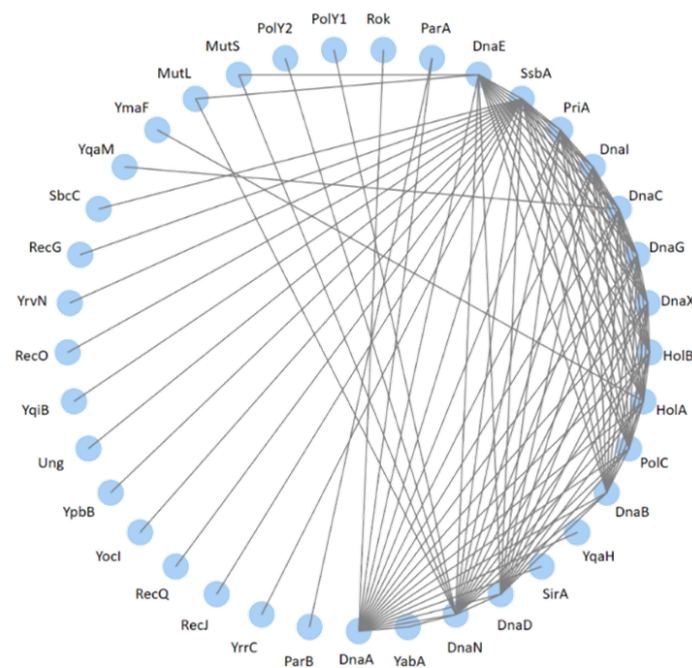 PolY1
Rok
PolY2
ParA
MutS
DnaE
MutL
SsbA
YmaF
PriA
YqaM
DnaI
SbcC
DnaC
RecG
DnaG
YrvN
DnaX
RecO
HolB
YqiB
HolA
Ung
PolC
YpbB
DnaB
YocI
YqaH
RecQ
SirA
RecJ
DnaD
YrrC
DnaN
ParB
DnaA
YabA